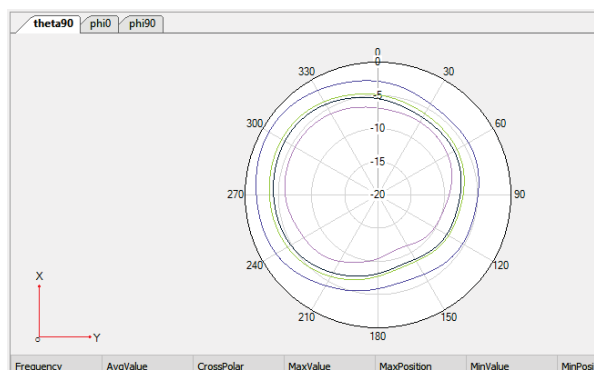 theta90 phi0 phi90
0
330 0 30
300 -5 60
-10
-15
270 -20 90
240 120
210 150
180
X
o Y
Frequency AvgValue CrossPolar MaxValue MaxPosition MinValue MinPosi